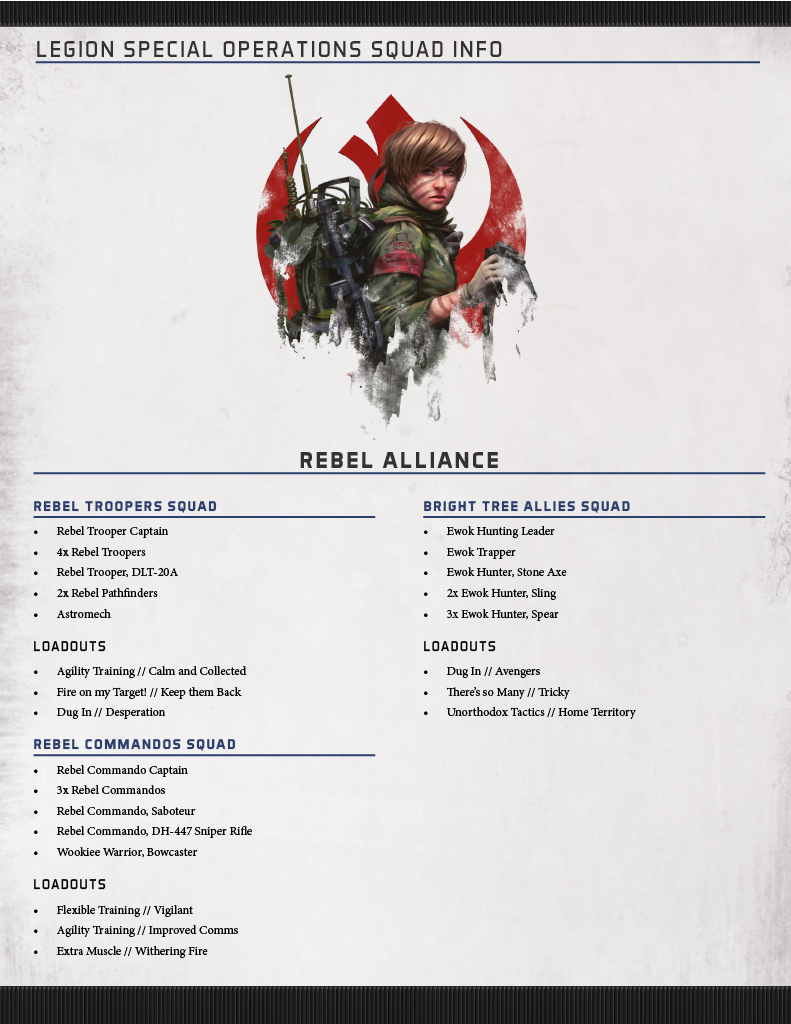 LEGION SPECIAL OPERATIONS SQUAD INFO
REBEL ALLIANCE
REBEL TROOPERS SQUAD
• Rebel Trooper Captain
• 4x Rebel Troopers
• Rebel Trooper, DLT-20A
• 2x Rebel Pathfinders
• Astromech
LOADOUTS
• Agility Training // Calm and Collected
• Fire on my Target! // Keep them Back
• Dug In // Desperation
REBEL COMMANDOS SQUAD
• Rebel Commando Captain
• 3x Rebel Commandos
• Rebel Commando, Saboteur
• Rebel Commando, DH-447 Sniper Rifle
• Wookiee Warrior, Bowcaster
LOADOUTS
• Flexible Training // Vigilant
• Agility Training // Improved Comms
• Extra Muscle // Withering Fire
BRIGHT TREE ALLIES SQUAD
• Ewok Hunting Leader
• Ewok Trapper
• Ewok Hunter, Stone Axe
• 2x Ewok Hunter, Sling
• 3x Ewok Hunter, Spear
LOADOUTS
• Dug In // Avengers
• There's so Many // Tricky
• Unorthodox Tactics // Home Territory